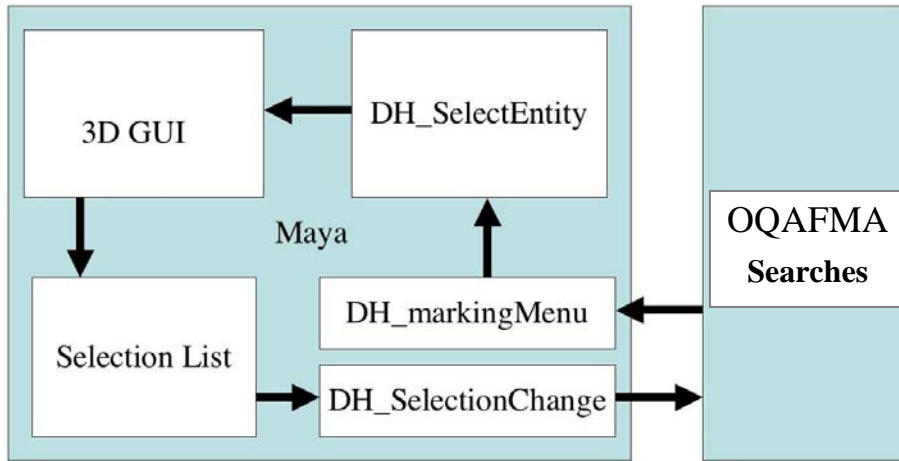 3D GUI
DH_SelectEntity
Maya
OQAFMA
Searches
DH_markingMenu
Selection List
DH_SelectionChange